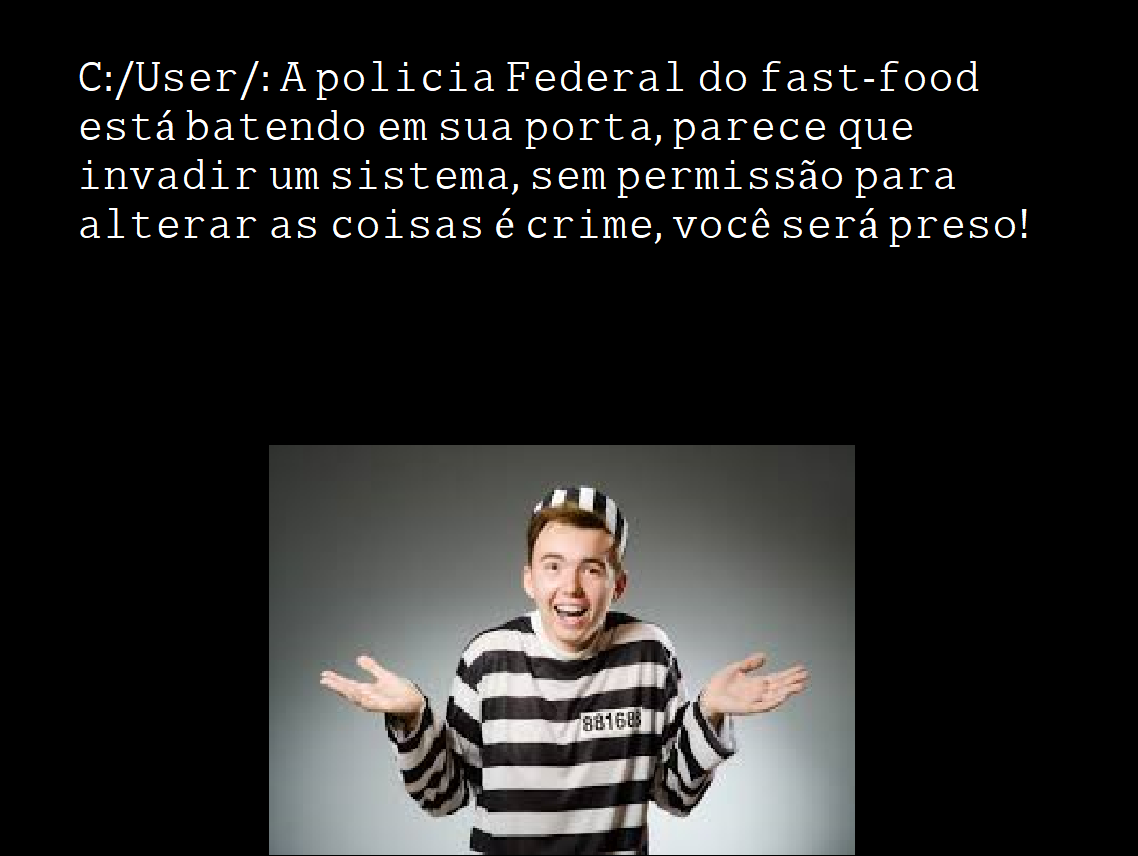 C:/User/: A policia Federal do fast-food
está batendo em sua porta, parece que
invadir um sistema, sem permissão para
alterar as coisas é crime, você será preso!